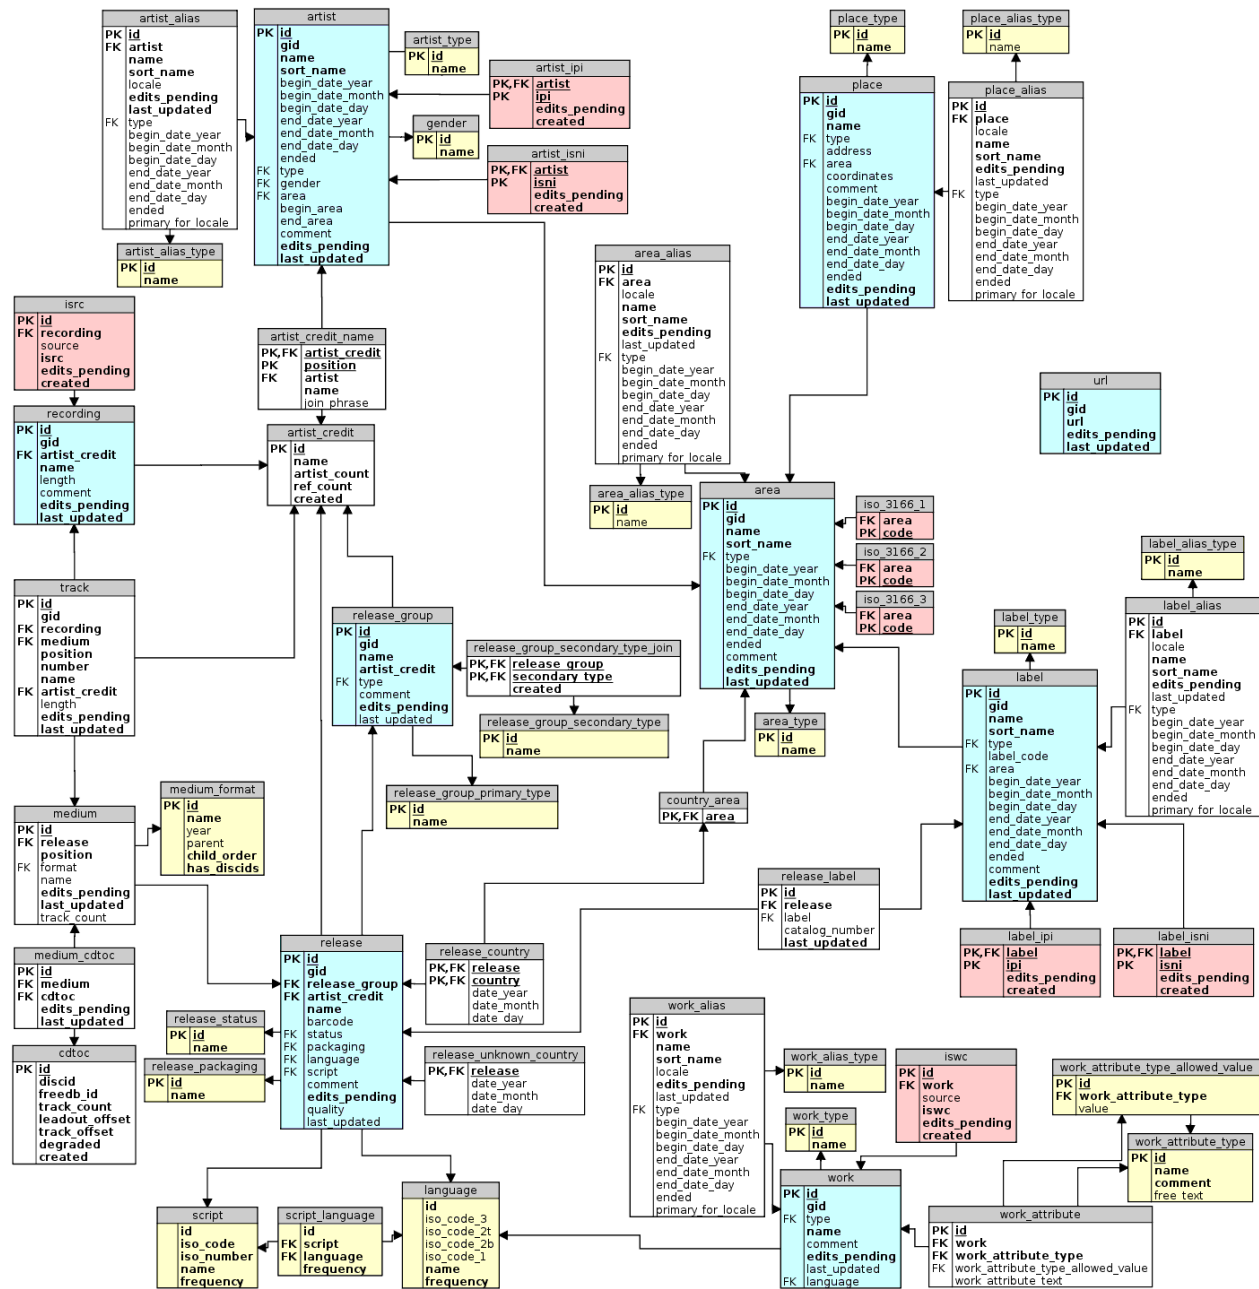 artist_alias
PK id
FK artist
name
sort_name
locale
edits_pending
last_updated
FK type
begin_date_year
begin_date_month
begin_date_day
end_date_year
end_date_month
end_date_day
ended
primary_for_locale
artist_alias_type
PK id
name
artist
PK id
gid
name
sort_name
begin_date_year
begin_date_month
begin_date_day
end_date_year
end_date_month
end_date_day
ended
FK type
FK gender
FK area
begin_area
end_area
comment
edits_pending
last_updated
artist_type
PK id
name
gender
PK id
name
artist_ipi
PK,FK artist
PK ipi
edits_pending
created
artist_isni
PK,FK artist
PK isni
edits_pending
created
place_type
PK id
name
place_alias_type
PK id
name
place
PK id
gid
name
FK type
address
FK area
coordinates
comment
begin_date_year
begin_date_month
begin_date_day
end_date_year
end_date_month
end_date_day
ended
edits_pending
last_updated
place_alias
PK id
FK place
locale
name
sort_name
edits_pending
last_updated
FK type
begin_date_year
begin_date_month
begin_date_day
end_date_year
end_date_month
end_date_day
ended
primary_for_locale
isrc
PK id
FK recording
source
isrc
edits_pending
created
recording
PK id
gid
FK artist_credit
name
length
comment
edits_pending
last_updated
artist_credit_name
PK,FK artist_credit
PK position
FK artist
name
join_phrase
artist_credit
PK id
name
artist_count
ref_count
created
area_alias
PK id
FK area
locale
name
sort_name
edits_pending
last_updated
FK type
begin_date_year
begin_date_month
begin_date_day
end_date_year
end_date_month
end_date_day
ended
primary_for_locale
area_alias_type
PK id
name
url
PK id
gid
url
edits_pending
last_updated
area
PK id
gid
name
sort_name
FK type
begin_date_year
begin_date_month
begin_date_day
end_date_year
end_date_month
end_date_day
ended
comment
edits_pending
last_updated
iso_3166_1
FK area
PK code
iso_3166_2
FK area
PK code
iso_3166_3
FK area
PK code
area_type
PK id
name
country_area
PK,FK area
track
PK id
gid
FK recording
FK medium
position
number
name
FK artist_credit
length
edits_pending
last_updated
release_group
PK id
gid
name
artist_credit
FK type
comment
edits_pending
last_updated
release_group_secondary_type_join
PK,FK release_group
PK,FK secondary_type
created
release_group_secondary_type
PK id
name
release_group_primary_type
PK id
name
label_alias_type
PK id
name
label_type
PK id
name
label_alias
PK id
FK label
locale
name
sort_name
edits_pending
last_updated
FK type
begin_date_year
begin_date_month
begin_date_day
end_date_year
end_date_month
end_date_day
ended
primary_for_locale
label
PK id
gid
name
sort_name
FK type
label_code
FK area
begin_date_year
begin_date_month
begin_date_day
end_date_year
end_date_month
end_date_day
ended
comment
edits_pending
last_updated
label_ipi
PK,FK label
PK ipi
edits_pending
created
label_isni
PK,FK label
PK isni
edits_pending
created
medium_format
PK id
name
year
parent
child_order
has_discids
medium
PK id
FK release
position
FK format
name
edits_pending
last_updated
track_count
medium_cdtoc
PK id
FK medium
FK cdtoc
edits_pending
last_updated
cdtoc
PK id
discid
freedb_id
track_count
leadout_offset
track_offset
degraded
created
release_label
PK id
FK release
FK label
catalog_number
last_updated
release
PK id
gid
FK release_group
FK artist_credit
name
barcode
FK status
FK packaging
FK language
FK script
comment
edits_pending
quality
last_updated
release_country
PK,FK release
PK,FK country
date_year
date_month
date_day
release_unknown_country
PK,FK release
date_year
date_month
date_day
release_status
PK id
name
release_packaging
PK id
name
script
id
iso_code
iso_number
name
frequency
script_language
id
FK script
FK language
frequency
language
id
iso_code_3
iso_code_2t
iso_code_2b
iso_code_1
name
frequency
work_alias
PK id
FK work
name
sort_name
locale
edits_pending
last_updated
FK type
begin_date_year
begin_date_month
begin_date_day
end_date_year
end_date_month
end_date_day
ended
primary_for_locale
work_alias_type
PK id
name
work_type
PK id
name
iswc
PK id
FK work
source
iswc
edits_pending
created
work
PK id
gid
FK type
name
comment
edits_pending
last_updated
FK language
work_attribute_type_allowed_value
PK id
FK work_attribute_type
value
work_attribute_type
PK id
name
comment
free_text
work_attribute
PK id
FK work
FK work_attribute_type
FK work_attribute_type_allowed_value
work_attribute_text